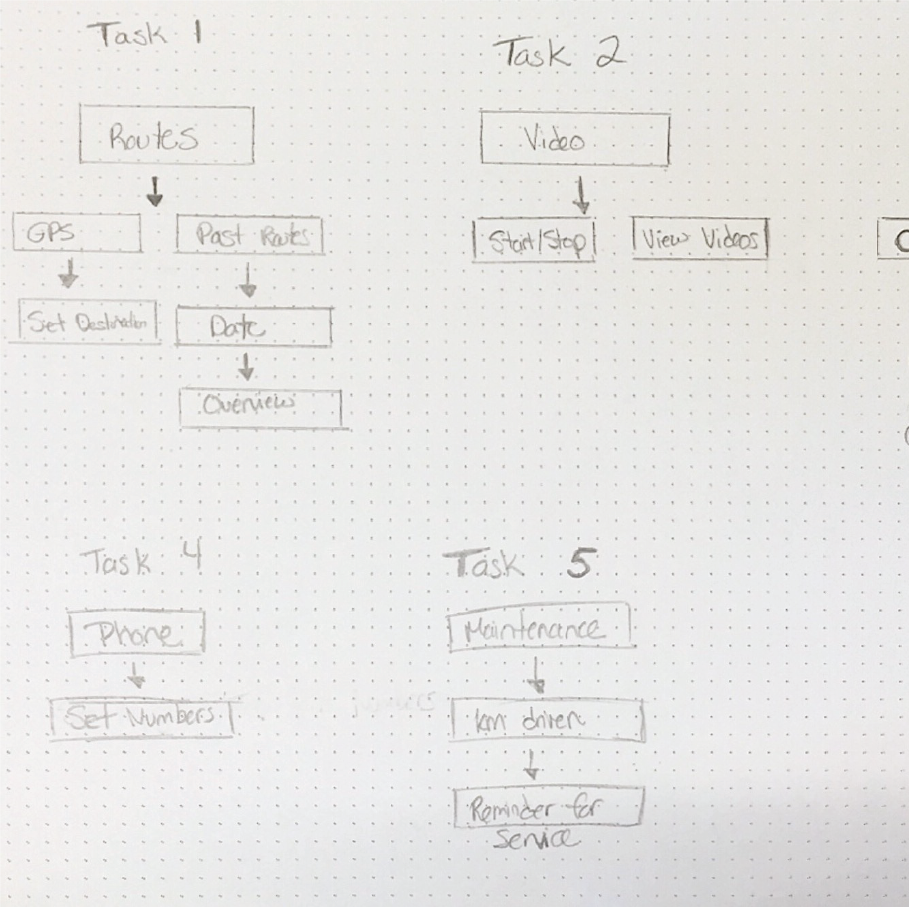 Task 1
Routes
GPS
Past Routes
Set Destination
Date
Overview
Task 2
Video
Start/Stop
View Videos
Task 4
Phone
Set Numbers
Task 5
Maintenance
km driven
Reminder for
Service